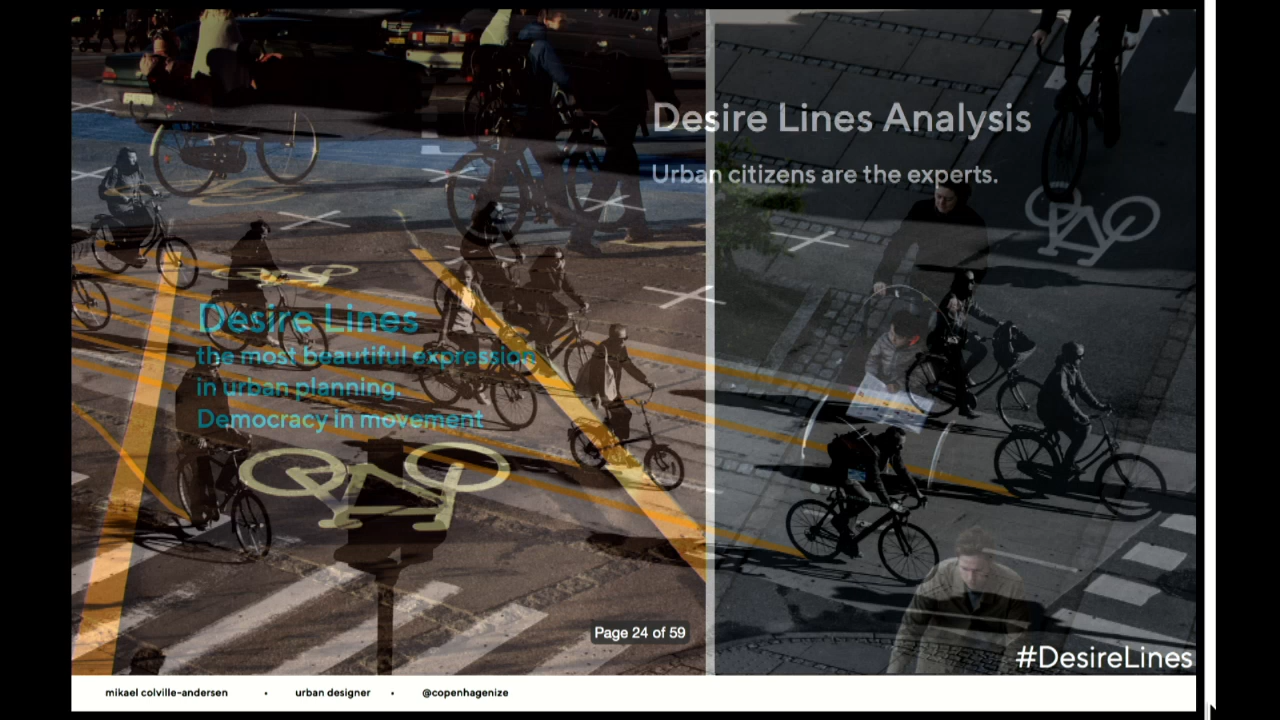 Desire Lines Analysis
Urban citizens are the experts.
Desire Lines
the most beautiful expression
in urban planning.
Democracy in movement
Page 24 of 59
#DesireLines
mikael colville-andersen • urban designer • @copenhagenize